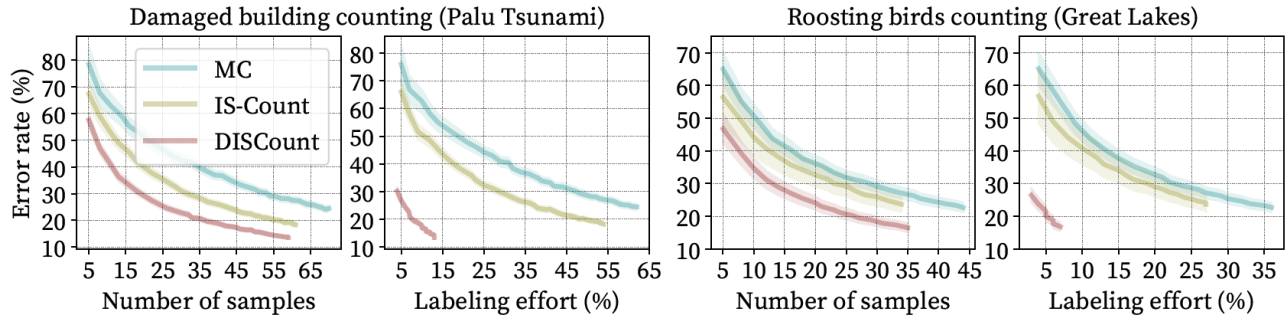 Damaged building counting (Palu Tsunami)
Roosting birds counting (Great Lakes)
Error rate (%)
80
70
60
50
40
30
20
10
MC
IS-Count
DISCount
5 15 25 35 45 55 65
Number of samples
80
70
60
50
40
30
20
10
5 15 25 35 45 55 65
Labeling effort (%)
70
60
50
40
30
20
10
5 10 15 20 25 30 35 40 45
Number of samples
70
60
50
40
30
20
10
5 10 15 20 25 30 35
Labeling effort (%)